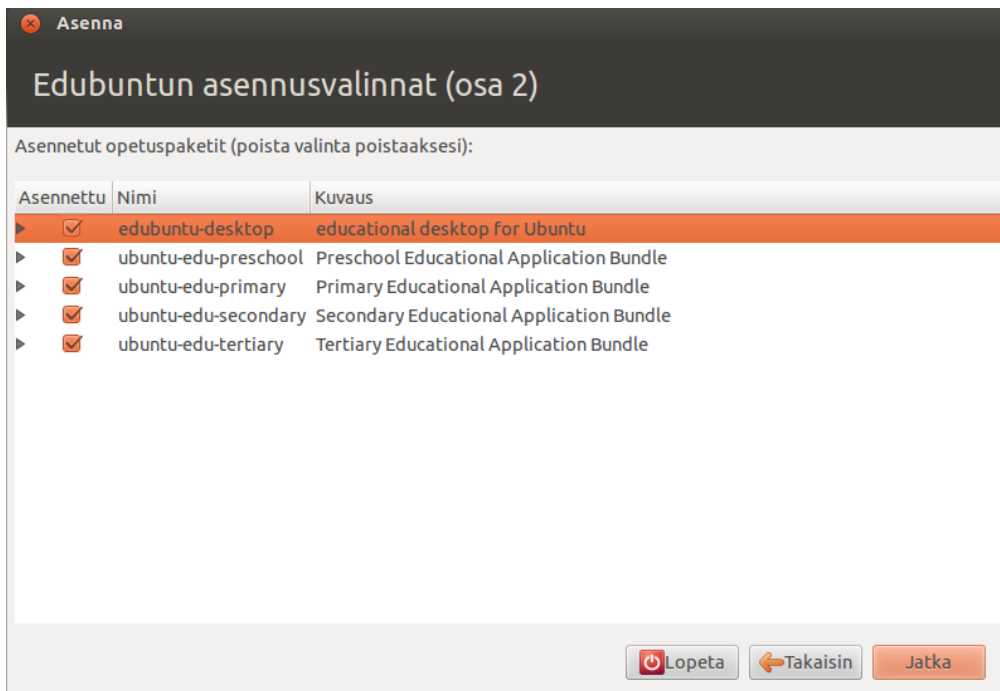 Asenna
Edubuntun asennusvalinnat (osa 2)
Asennetut opetuspaketit (poista valinta poistaaksesi):
Asennettu Nimi Kuvaus
edubuntu-desktop educational desktop for Ubuntu
ubuntu-edu-preschool Preschool Educational Application Bundle
ubuntu-edu-primary Primary Educational Application Bundle
ubuntu-edu-secondary Secondary Educational Application Bundle
ubuntu-edu-tertiary Tertiary Educational Application Bundle
Lopeta Takaisin Jatka